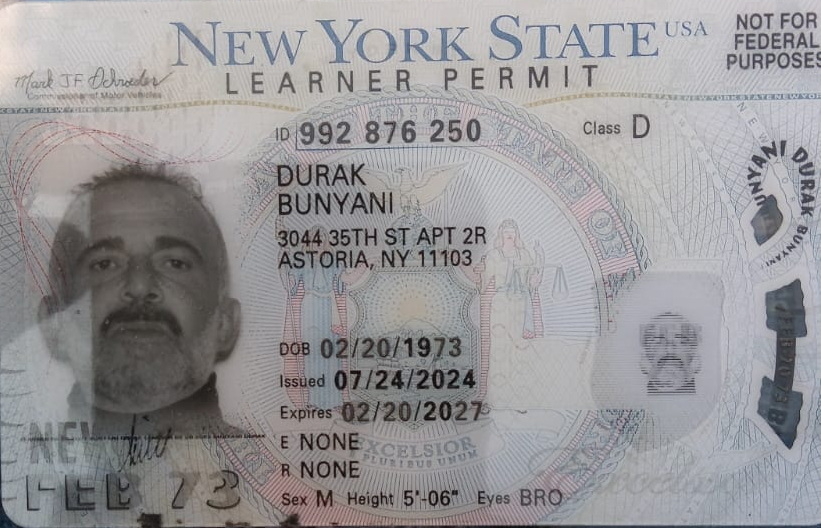 NEW YORK STATE USA
NOT FOR
FEDERAL
PURPOSES
LEARNER PERMIT
Mark J.F. Schroeder
Commissioner of Motor Vehicles
ID 992 876 250
Class D
DURAK
BUNYANI
3044 35TH ST APT 2R
ASTORIA, NY 11103
DOB 02/20/1973
Issued 07/24/2024
Expires 02/20/2027
E NONE
R NONE
Sex M Height 5'-06" Eyes BRO
EXCELSIOR
PLURIBUS UNUM
NEW
FEB 73
BUNYANI DURAK